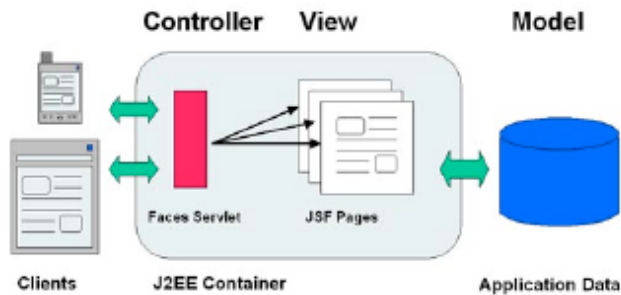 Controller View Model
Faces Servlet JSF Pages
Clients J2EE Container Application Data